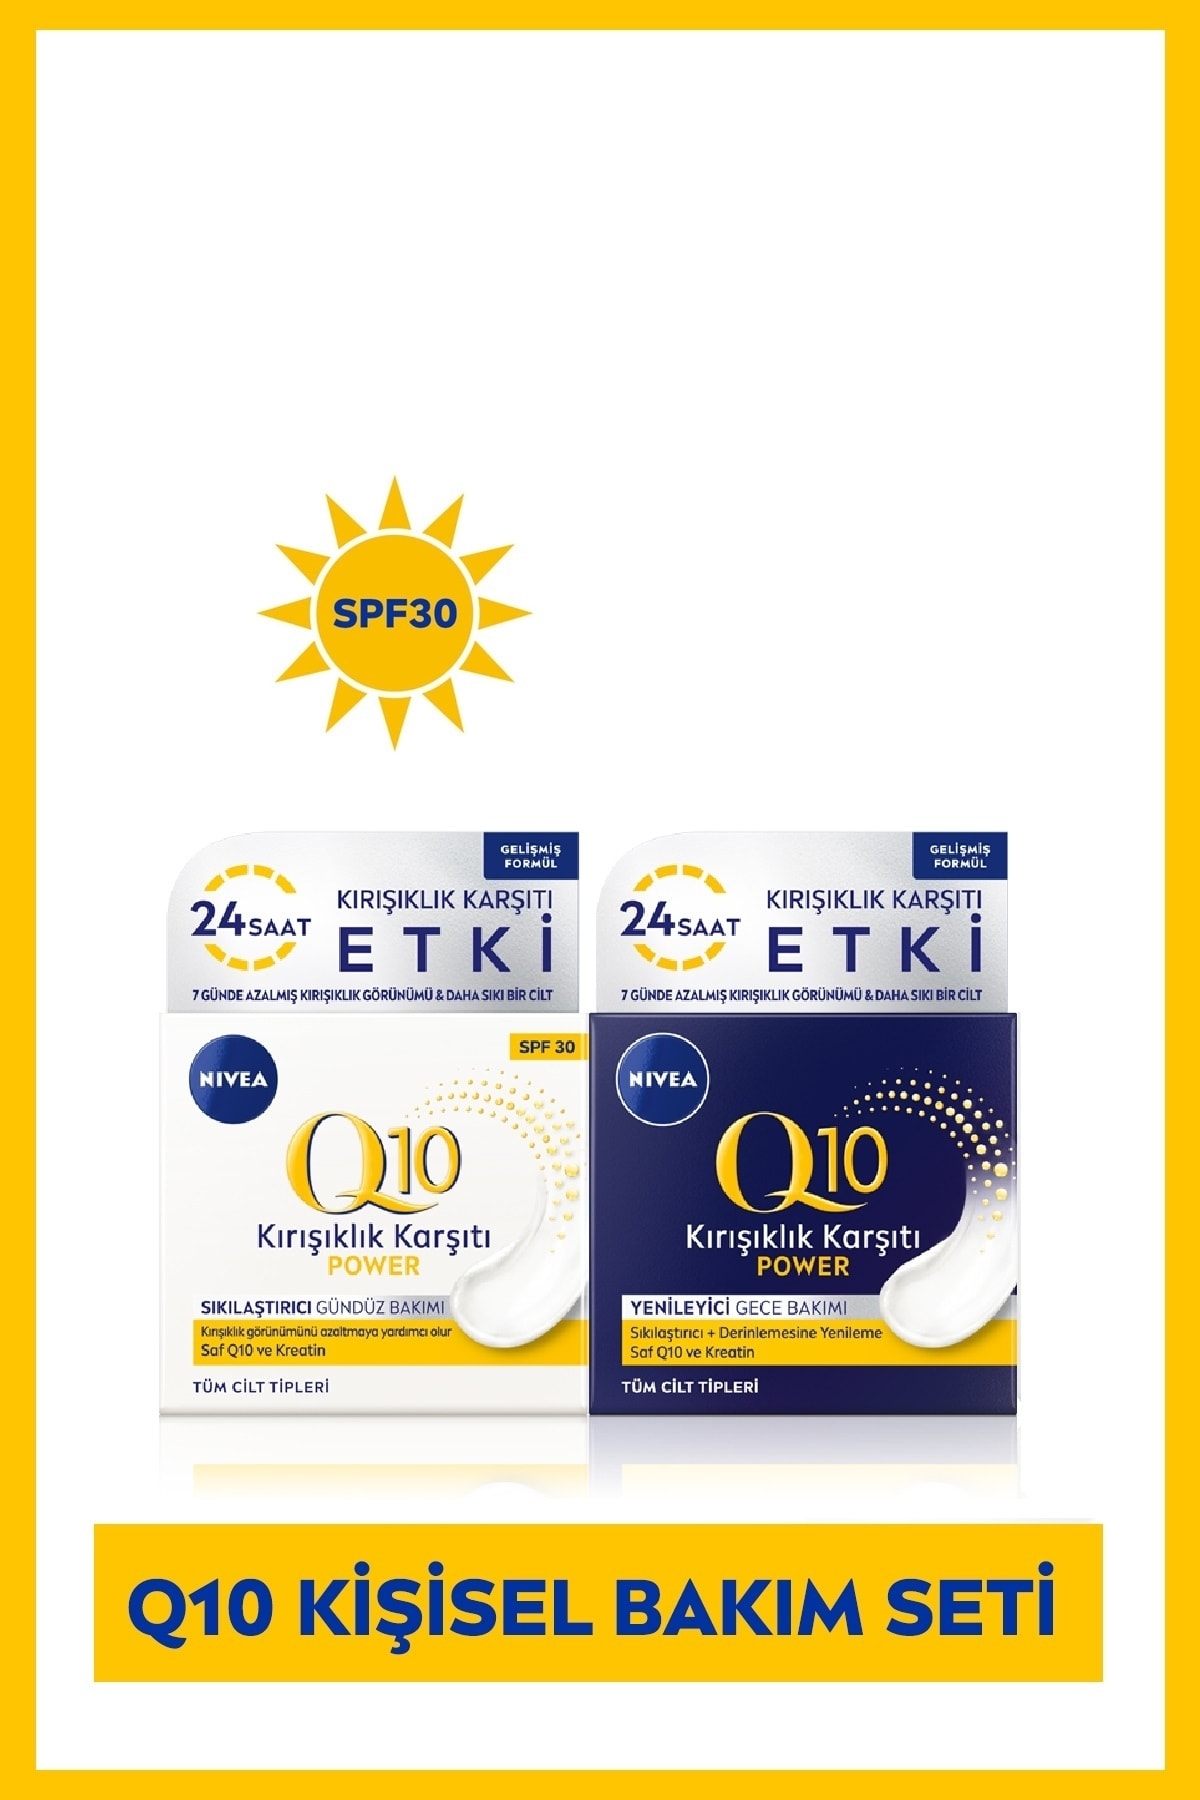 SPF30
GELİŞMİŞ
FORMÜL
24 SAAT
KIRIŞIKLIK KARŞITI
ETKİ
7 GÜNDE AZALMIŞ KIRIŞIKLIK GÖRÜNÜMÜ & DAHA SIKI BİR CİLT
NIVEA
SPF 30
Q10
Kırışıklık Karşıtı
POWER
SIKILAŞTIRICI GÜNDÜZ BAKIMI
Kırışıklık görünümünü azaltmaya yardımcı olur
Saf Q10 ve Kreatin
TÜM CİLT TİPLERİ
GELİŞMİŞ
FORMÜL
24 SAAT
KIRIŞIKLIK KARŞITI
ETKİ
7 GÜNDE AZALMIŞ KIRIŞIKLIK GÖRÜNÜMÜ & DAHA SIKI BİR CİLT
NIVEA
Q10
Kırışıklık Karşıtı
POWER
YENİLEYİCİ GECE BAKIMI
Sıkılaştırıcı + Derinlemesine Yenileme
Saf Q10 ve Kreatin
TÜM CİLT TİPLERİ
Q10 KİŞİSEL BAKIM SETİ